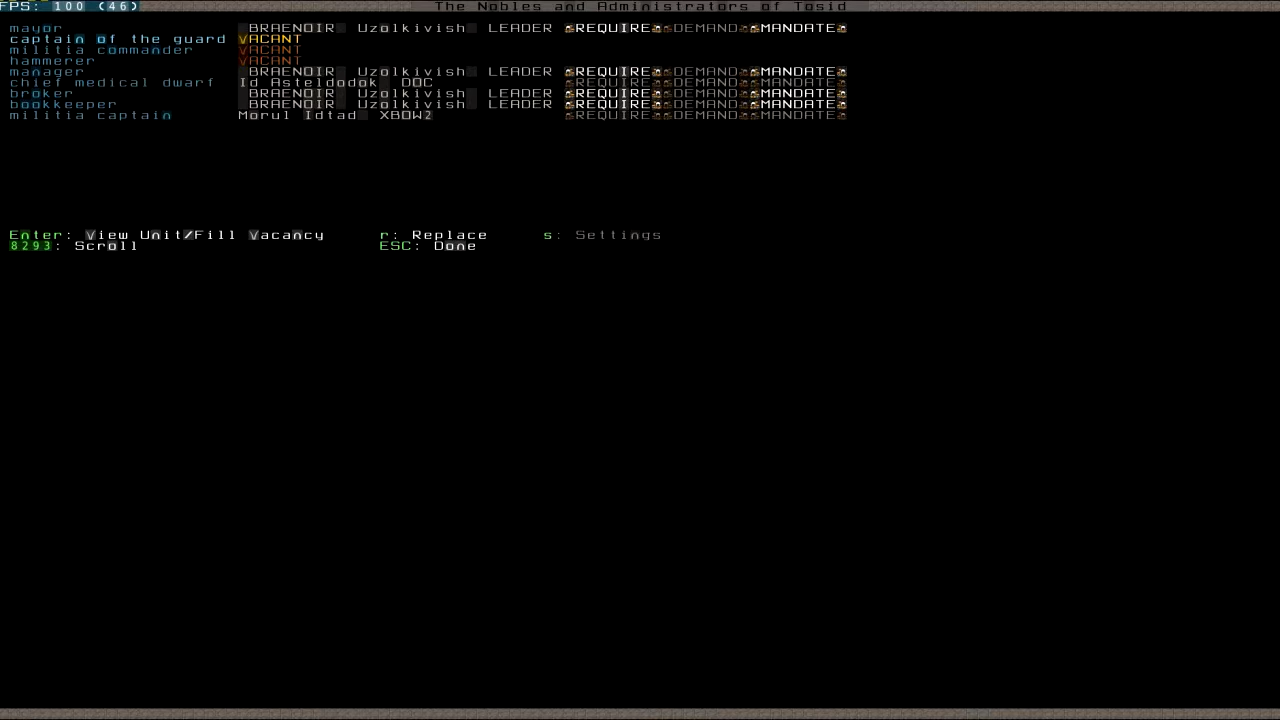 FPS: 100 (46) The Nobles and Administrators of Tosid
mayor BRAENOIR Uzolkivish LEADER REQUIRE DEMAND MANDATE
captain of the guard VACANT
militia commander VACANT
hammerer VACANT
manager BRAENOIR Uzolkivish LEADER REQUIRE DEMAND MANDATE
chief medical dwarf Id Asteldodok DOC REQUIRE DEMAND MANDATE
broker BRAENOIR Uzolkivish LEADER REQUIRE DEMAND MANDATE
bookkeeper BRAENOIR Uzolkivish LEADER REQUIRE DEMAND MANDATE
militia captain Morul Idtad XBOW2 REQUIRE DEMAND MANDATE
Enter: View Unit/Fill Vacancy r: Replace s: Settings
8293: Scroll ESC: Done